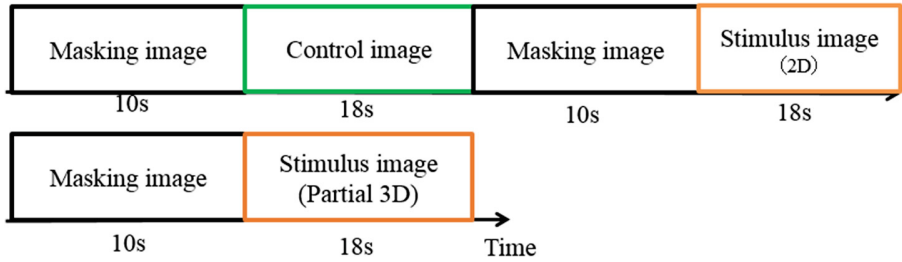 Masking image
Control image
Masking image
Stimulus image
(2D)
10s
18s
10s
18s
Masking image
Stimulus image
(Partial 3D)
10s
18s
Time